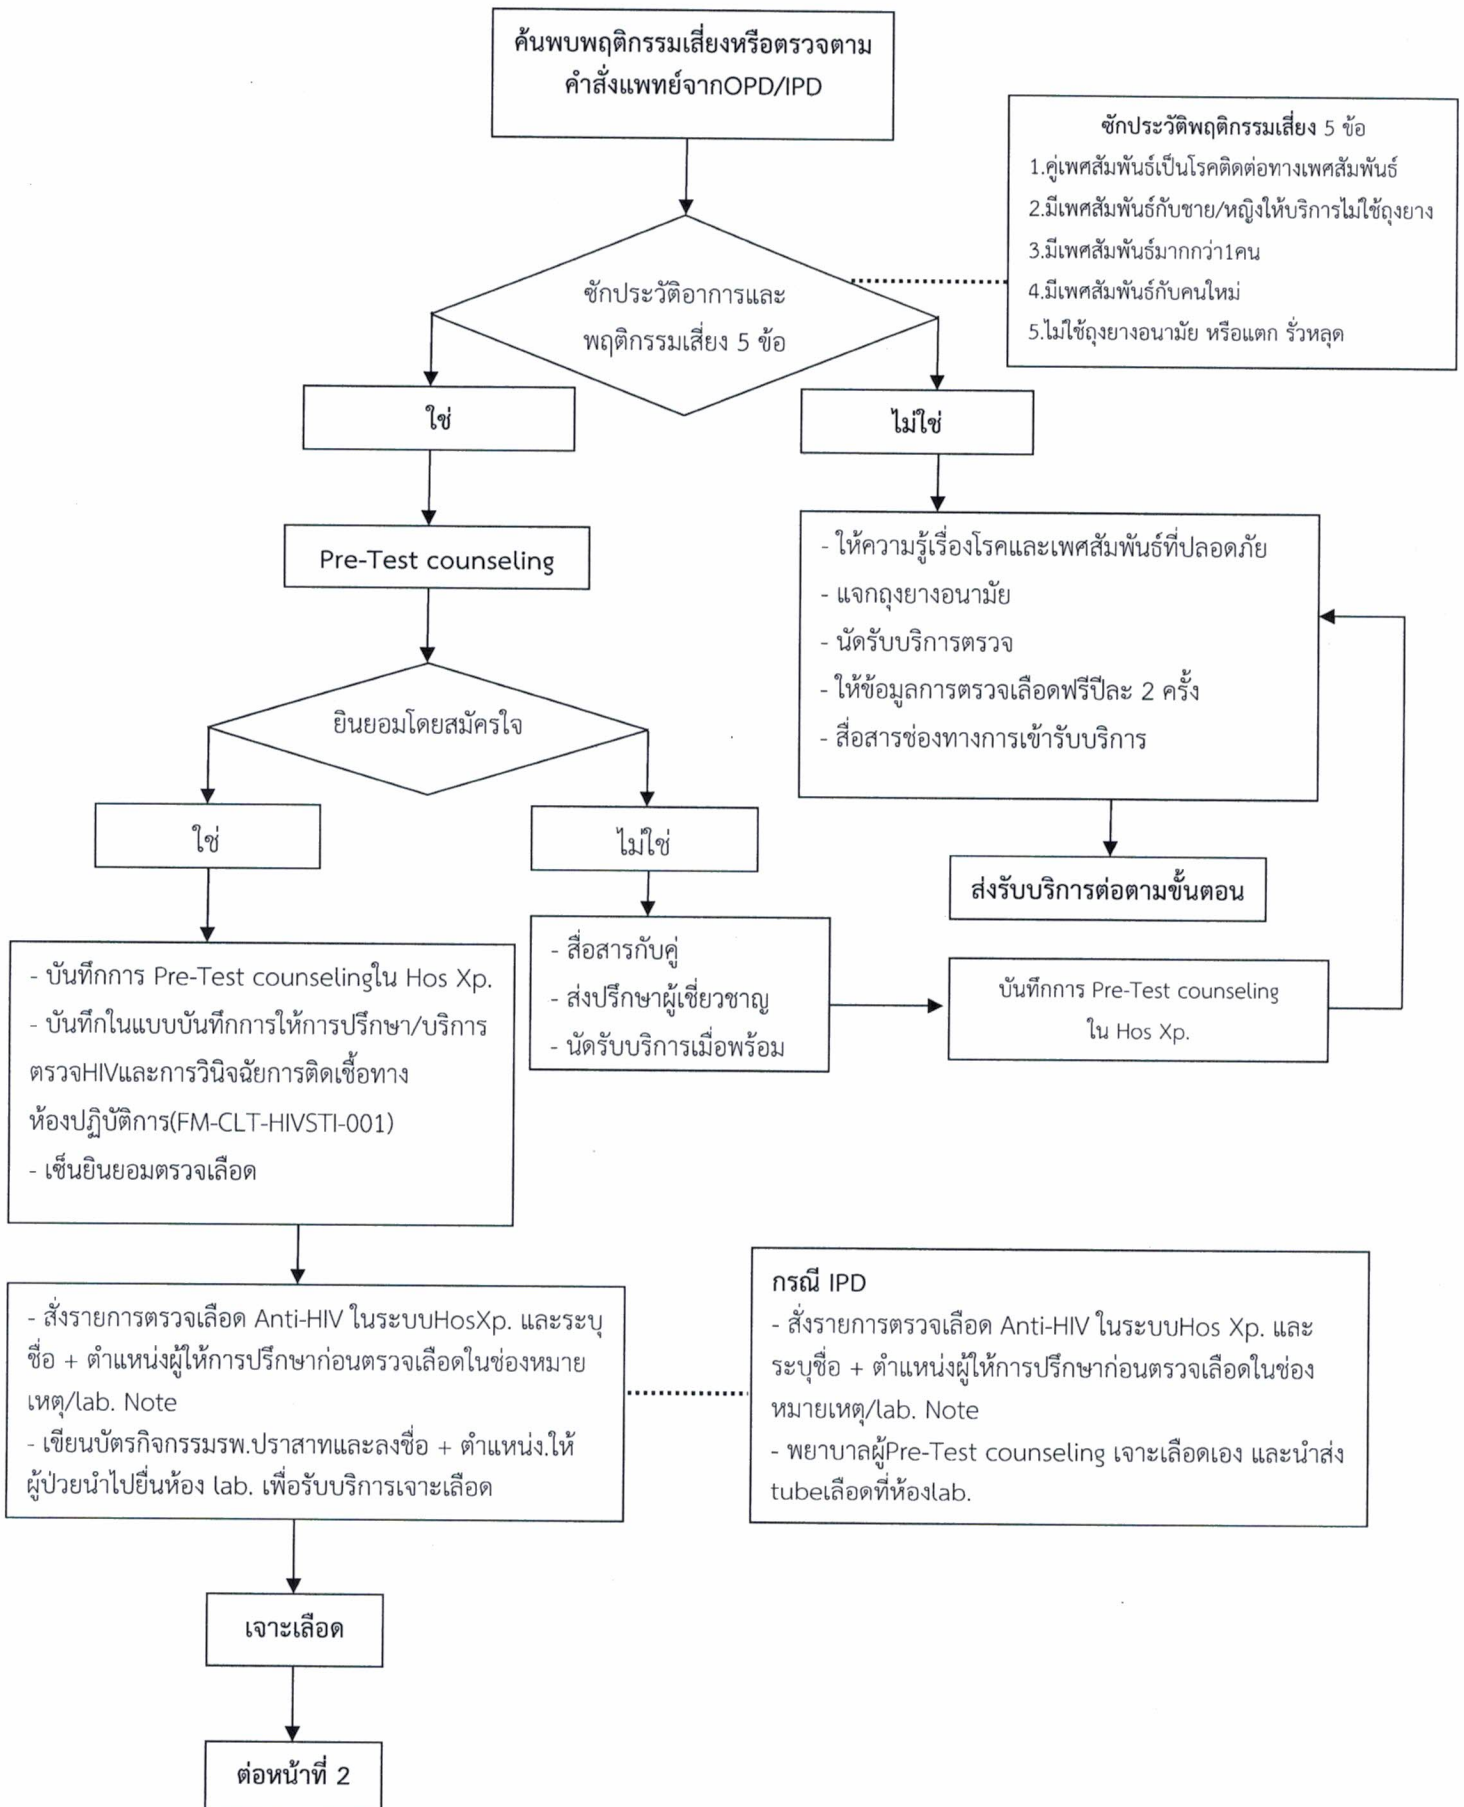 ค้นพบพฤติกรรมเสี่ยงหรือตรวจตาม
คำสั่งแพทย์จากOPD/IPD
ซักประวัติพฤติกรรมเสี่ยง 5 ข้อ
1.คู่เพศสัมพันธ์เป็นโรคติดต่อทางเพศสัมพันธ์
2.มีเพศสัมพันธ์กับชาย/หญิงให้บริการไม่ใช้ถุงยาง
3.มีเพศสัมพันธ์มากกว่า1คน
4.มีเพศสัมพันธ์กับคนใหม่
5.ไม่ใช้ถุงยางอนามัย หรือแตก รั่วหลุด
ซักประวัติอาการและ
พฤติกรรมเสี่ยง 5 ข้อ
ใช่
ไม่ใช่
Pre-Test counseling
- ให้ความรู้เรื่องโรคและเพศสัมพันธ์ที่ปลอดภัย
- แจกถุงยางอนามัย
- นัดรับบริการตรวจ
- ให้ข้อมูลการตรวจเลือดฟรีปีละ 2 ครั้ง
- สื่อสารช่องทางการเข้ารับบริการ
ยินยอมโดยสมัครใจ
ใช่
ไม่ใช่
ส่งรับบริการต่อตามขั้นตอน
- สื่อสารกับคู่
- ส่งปรึกษาผู้เชี่ยวชาญ
- นัดรับบริการเมื่อพร้อม
บันทึกการ Pre-Test counseling
ใน Hos Xp.
- บันทึกการ Pre-Test counselingใน Hos Xp.
- บันทึกในแบบบันทึกการให้การปรึกษา/บริการ
ตรวจHIVและการวินิจฉัยการติดเชื้อทาง
ห้องปฏิบัติการ(FM-CLT-HIVSTI-001)
- เซ็นยินยอมตรวจเลือด
- สั่งรายการตรวจเลือด Anti-HIV ในระบบHosXp. และระบุ
ชื่อ + ตำแหน่งผู้ให้การปรึกษาก่อนตรวจเลือดในช่องหมาย
เหตุ/lab. Note
- เขียนบัตรกิจกรรมรพ.ปราสาทและลงชื่อ + ตำแหน่ง.ให้
ผู้ป่วยนำไปยื่นห้อง lab. เพื่อรับบริการเจาะเลือด
กรณี IPD
- สั่งรายการตรวจเลือด Anti-HIV ในระบบHos Xp. และ
ระบุชื่อ + ตำแหน่งผู้ให้การปรึกษาก่อนตรวจเลือดในช่อง
หมายเหตุ/lab. Note
- พยาบาลผู้Pre-Test counseling เจาะเลือดเอง และนำส่ง
tubeเลือดที่ห้องlab.
เจาะเลือด
ต่อหน้าที่ 2